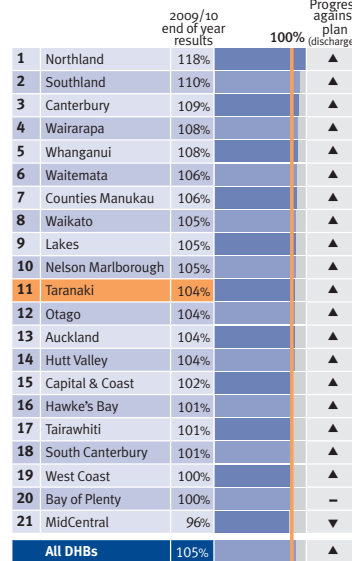 2009/10
end of year
results
100%
Progres
against
plan
(discharge
1 Northland 118% ▲
2 Southland 110% ▲
3 Canterbury 109% ▲
4 Wairarapa 108% ▲
5 Whanganui 108% ▲
6 Waitemata 106% ▲
7 Counties Manukau 106% ▲
8 Waikato 105% ▲
9 Lakes 105% ▲
10 Nelson Marlborough 105% ▲
11 Taranaki 104% ▲
12 Otago 104% ▲
13 Auckland 104% ▲
14 Hutt Valley 104% ▲
15 Capital & Coast 102% ▲
16 Hawke's Bay 101% ▲
17 Tairawhiti 101% ▲
18 South Canterbury 101% ▲
19 West Coast 100% ▲
20 Bay of Plenty 100% –
21 MidCentral 96% ▼
All DHBs 105% ▲